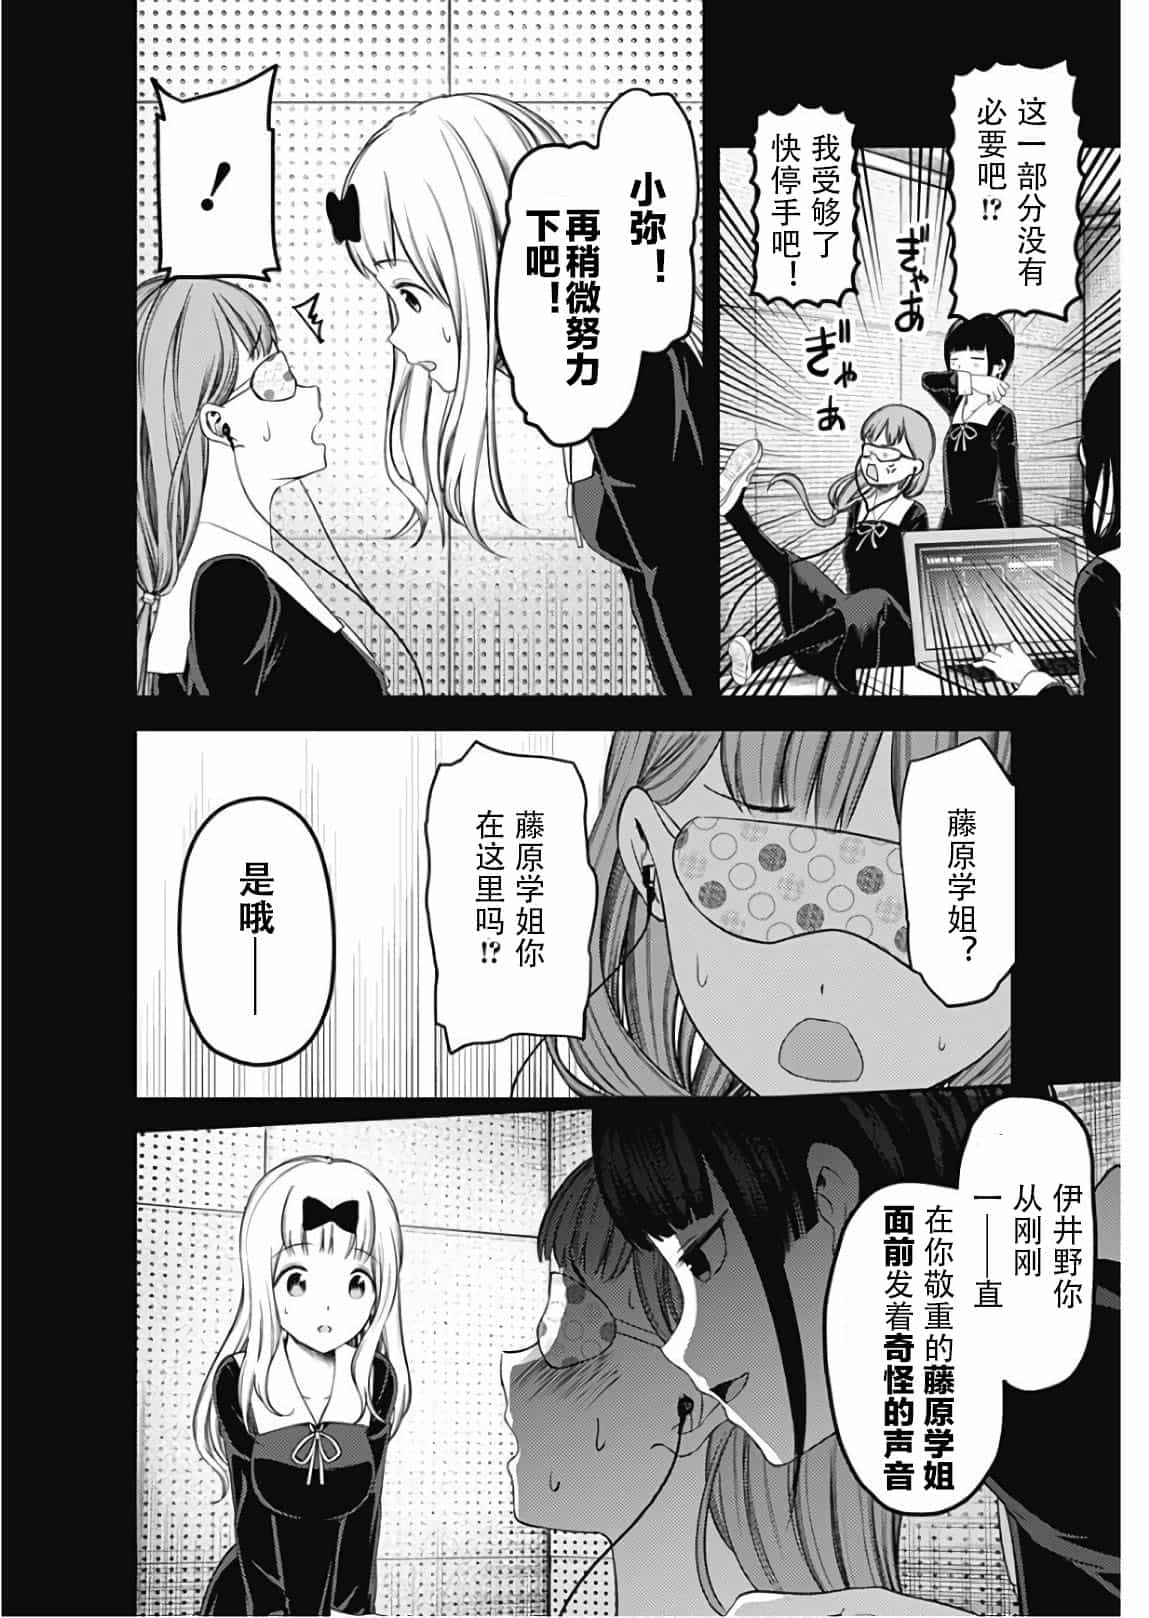 这一部分没有
必要吧!?
我受够了
快停手吧！
ぎゃあ
ぎゃぁ
小弥！
再稍微努力
下吧！
！
藤原学姐？
藤原学姐你
在这里吗!?
是哦——
伊井野你
从刚刚
一——直
在你敬重的藤原学姐
面前发着奇怪的声音